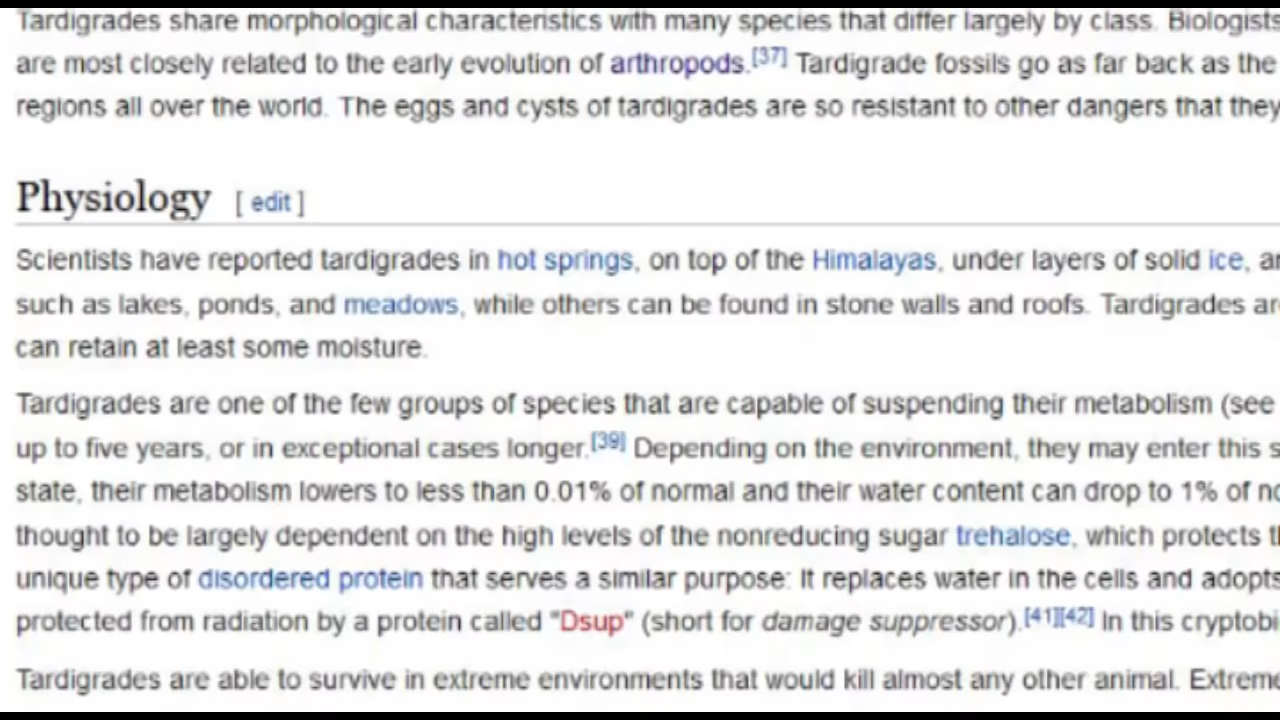 Tardigrades share morphological characteristics with many species that differ largely by class. Biologists
are most closely related to the early evolution of arthropods.[37] Tardigrade fossils go as far back as the
regions all over the world. The eggs and cysts of tardigrades are so resistant to other dangers that they
Physiology [ edit ]
Scientists have reported tardigrades in hot springs, on top of the Himalayas, under layers of solid ice, an
such as lakes, ponds, and meadows, while others can be found in stone walls and roofs. Tardigrades ar
can retain at least some moisture.
Tardigrades are one of the few groups of species that are capable of suspending their metabolism (see
up to five years, or in exceptional cases longer.[39] Depending on the environment, they may enter this s
state, their metabolism lowers to less than 0.01% of normal and their water content can drop to 1% of no
thought to be largely dependent on the high levels of the nonreducing sugar trehalose, which protects t
unique type of disordered protein that serves a similar purpose: It replaces water in the cells and adopts
protected from radiation by a protein called "Dsup" (short for damage suppressor).[41][42] In this cryptobi
Tardigrades are able to survive in extreme environments that would kill almost any other animal. Extreme